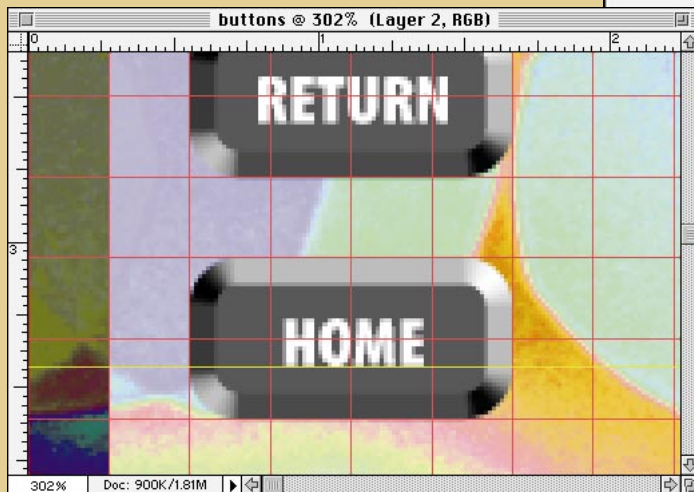 buttons @ 302% (Layer 2, RGB)
0 1 2
RETURN
3
HOME
302% Doc: 900K/1.81M